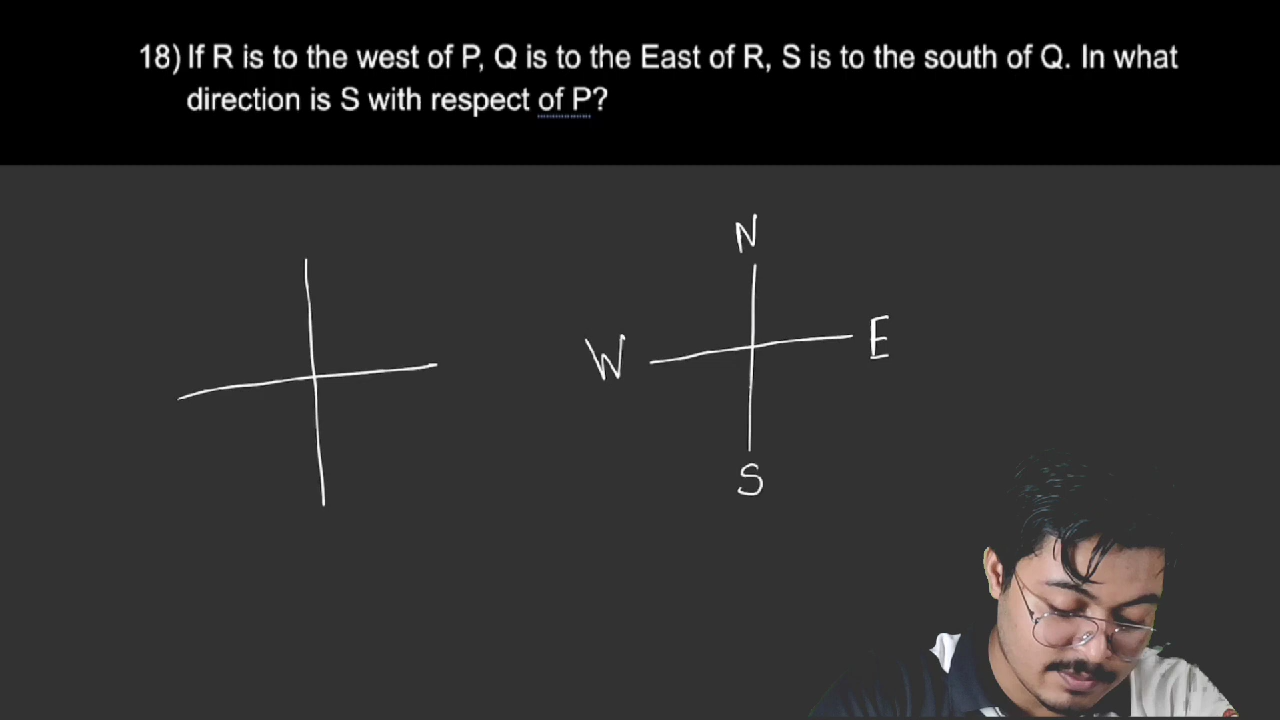 18) If R is to the west of P, Q is to the East of R, S is to the south of Q. In what
direction is S with respect of P?
N
W E
S